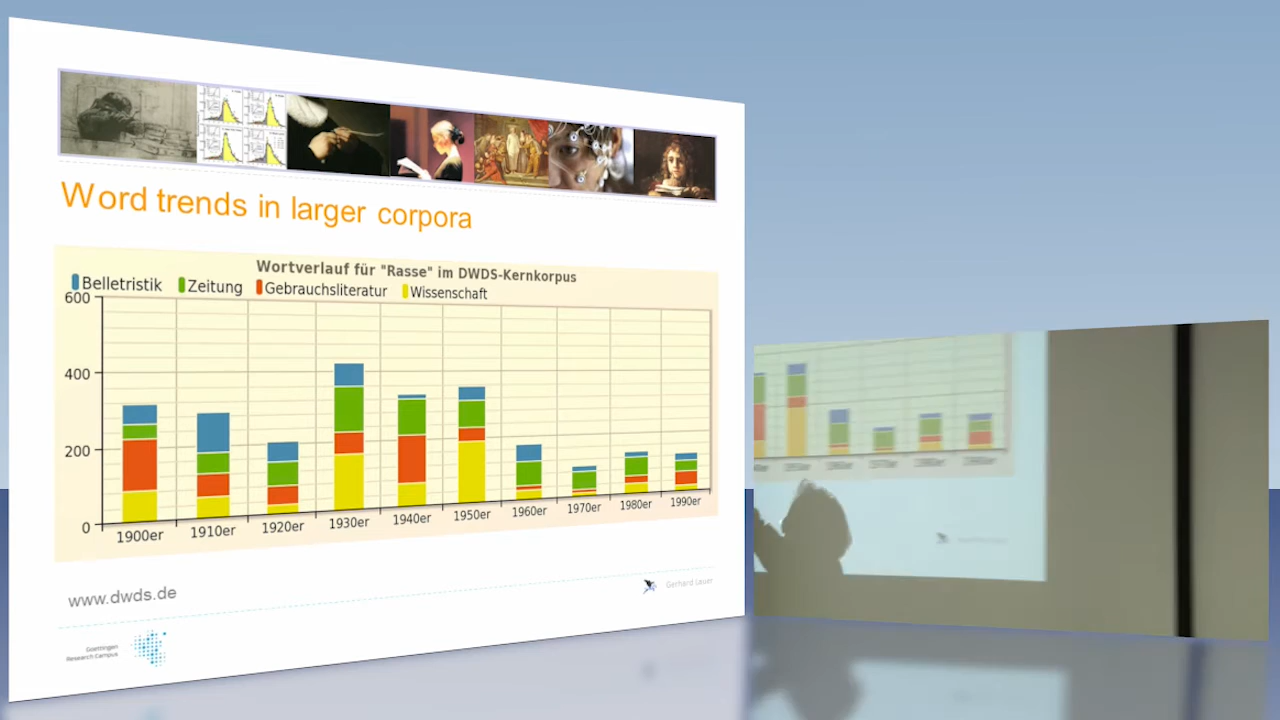 Word trends in larger corpora
Wortverlauf für "Rasse" im DWDS-Kernkorpus
Belletristik Zeitung Gebrauchsliteratur Wissenschaft
600
400
200
0
1900er 1910er 1920er 1930er 1940er 1950er 1960er 1970er 1980er 1990er
www.dwds.de
Gerhard Lauer
Goettingen
Research Campus